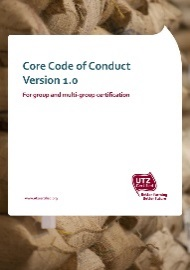 Core Code of Conduct
Version 1.0
For group and multi-group certification
UTZ
Certified
Better farming
Better future